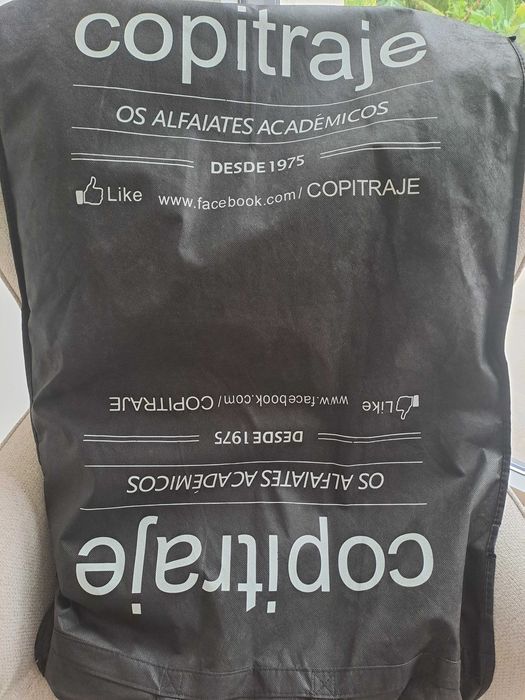 copitraje
OS ALFAIATES ACADÉMICOS
DESDE 1975
Like www.facebook.com/ COPITRAJE
Like www.facebook.com/ COPITRAJE
DESDE 1975
OS ALFAIATES ACADÉMICOS
copitraje